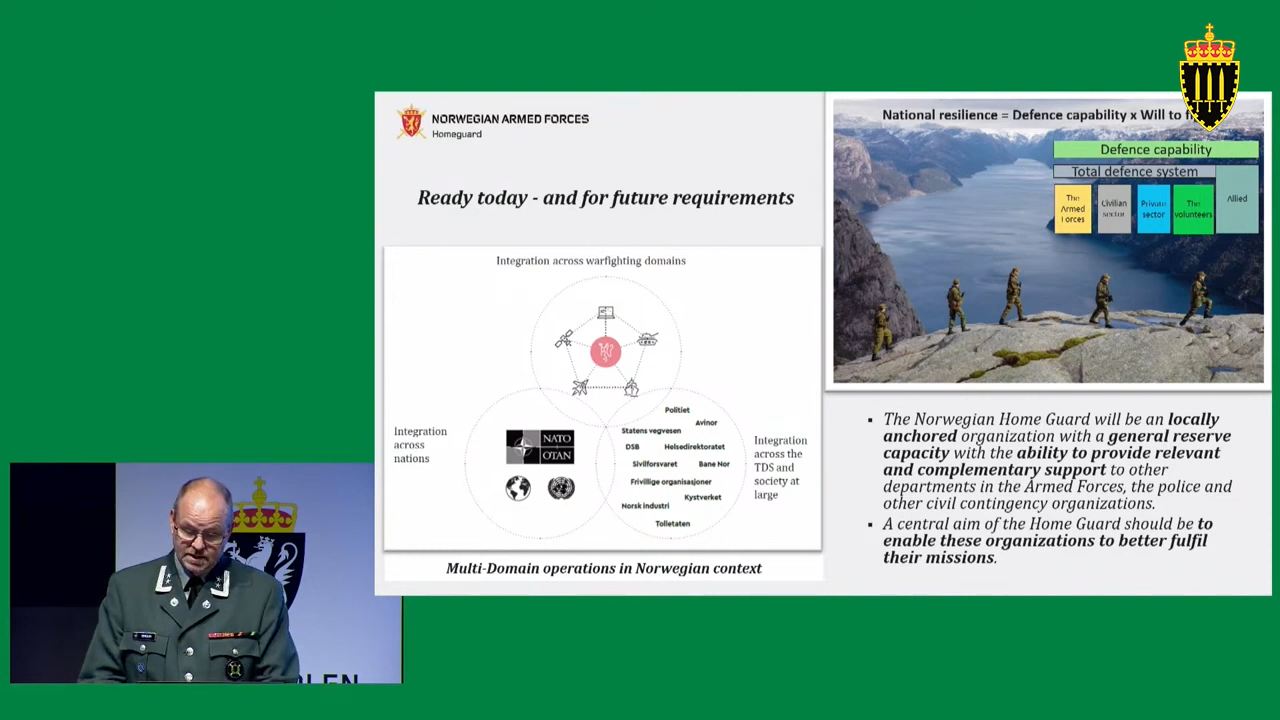 NORWEGIAN ARMED FORCES
Homeguard
Ready today - and for future requirements
Integration across warfighting domains
Integration
across
nations
NATO
OTAN
Politiet
Avinor
Statens vegvesen
DSB
Helsedirektoratet
Sivilforsvaret
Bane Nor
Frivillige organisasjoner
Kystverket
Norsk industri
Tolletaten
Integration
across the
TDS and
society at
large
Multi-Domain operations in Norwegian context
National resilience = Defence capability x Will to
Defence capability
Total defence system
The
Armed
Forces
Civilian
sector
Private
sector
The
volunteers
Allied
▪ The Norwegian Home Guard will be an locally
anchored organization with a general reserve
capacity with the ability to provide relevant
and complementary support to other
departments in the Armed Forces, the police and
other civil contingency organizations.
▪ A central aim of the Home Guard should be to
enable these organizations to better fulfil
their missions.